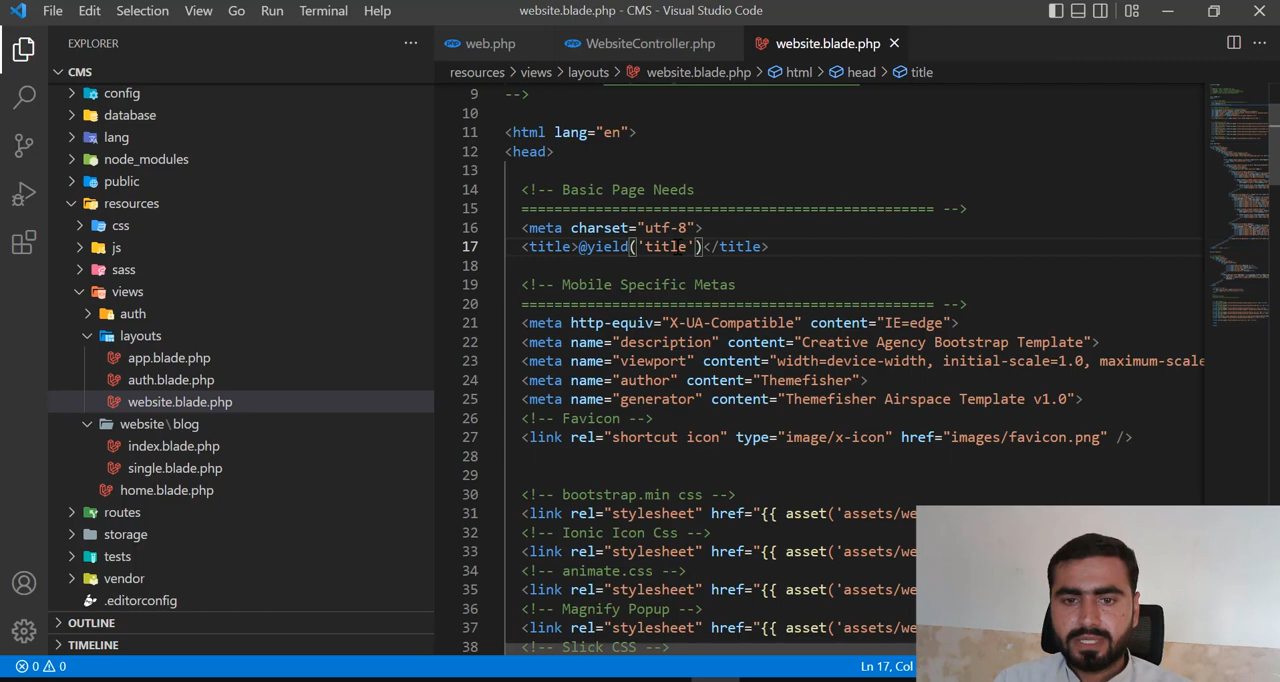 File Edit Selection View Go Run Terminal Help website.blade.php - CMS - Visual Studio Code
EXPLORER
CMS
config
database
lang
node_modules
public
resources
css
js
sass
views
auth
layouts
app.blade.php
auth.blade.php
website.blade.php
website \ blog
index.blade.php
single.blade.php
home.blade.php
routes
storage
tests
vendor
.editorconfig
OUTLINE
TIMELINE
web.php WebsiteController.php website.blade.php
resources > views > layouts > website.blade.php > html > head > title
9 -->
10
11 <html lang="en">
12 <head>
13
14 <!-- Basic Page Needs
15 ================================================== -->
16 <meta charset="utf-8">
17 <title>@yield('title')</title>
18
19 <!-- Mobile Specific Metas
20 ================================================== -->
21 <meta http-equiv="X-UA-Compatible" content="IE=edge">
22 <meta name="description" content="Creative Agency Bootstrap Template">
23 <meta name="viewport" content="width=device-width, initial-scale=1.0, maximum-scale
24 <meta name="author" content="Themefisher">
25 <meta name="generator" content="Themefisher Airspace Template v1.0">
26 <!-- Favicon -->
27 <link rel="shortcut icon" type="image/x-icon" href="images/favicon.png" />
28
29
30 <!-- bootstrap.min css -->
31 <link rel="stylesheet" href="{{ asset('assets/we
32 <!-- Ionic Icon Css -->
33 <link rel="stylesheet" href="{{ asset('assets/we
34 <!-- animate.css -->
35 <link rel="stylesheet" href="{{ asset('assets/we
36 <!-- Magnify Popup -->
37 <link rel="stylesheet" href="{{ asset('assets/we
38 <!-- Slick CSS -->
0 0 Ln 17, Col